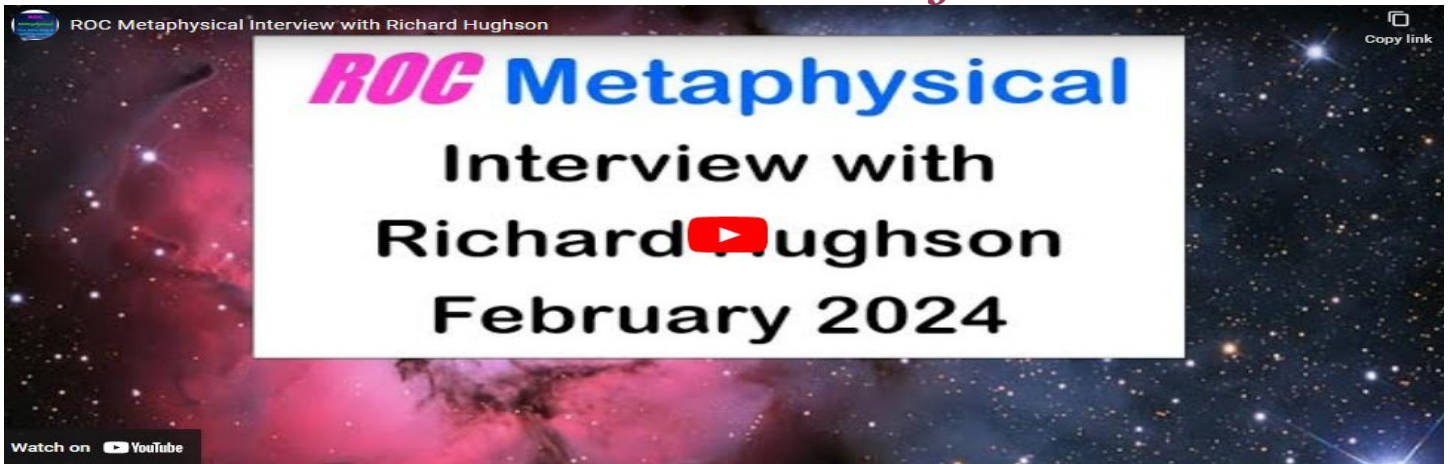 ROC Metaphysical Interview with Richard Hughson
Copy link
ROC Metaphysical
Interview with
Richard Hughson
February 2024
Watch on YouTube